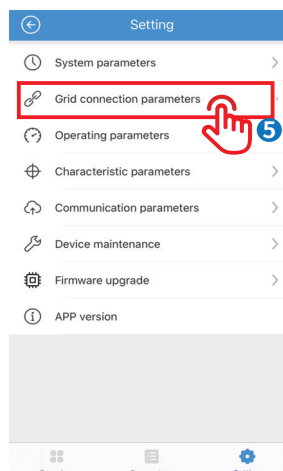 Setting
System parameters
Grid connection parameters
5
Operating parameters
Characteristic parameters
Communication parameters
Device maintenance
Firmware upgrade
APP version